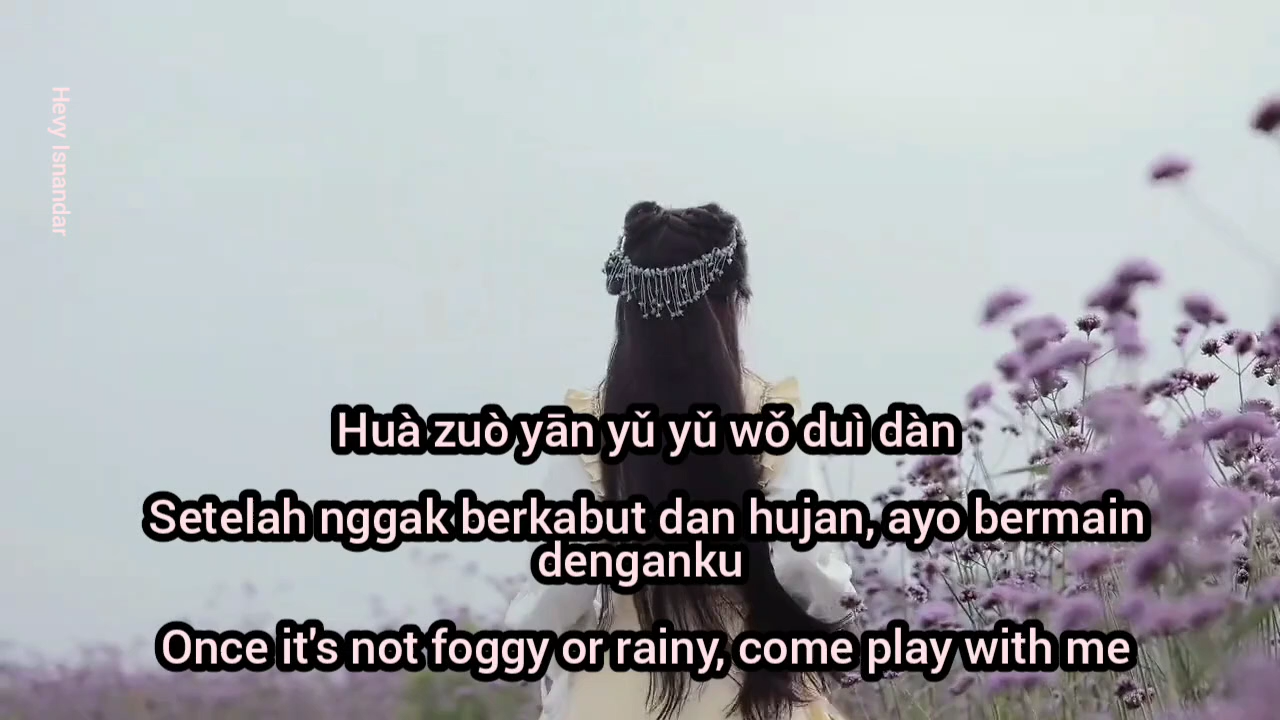 Hevy Isnandar
Huà zuò yān yǔ yǔ wǒ duì dàn
Setelah nggak berkabut dan hujan, ayo bermain
denganku
Once it's not foggy or rainy, come play with me